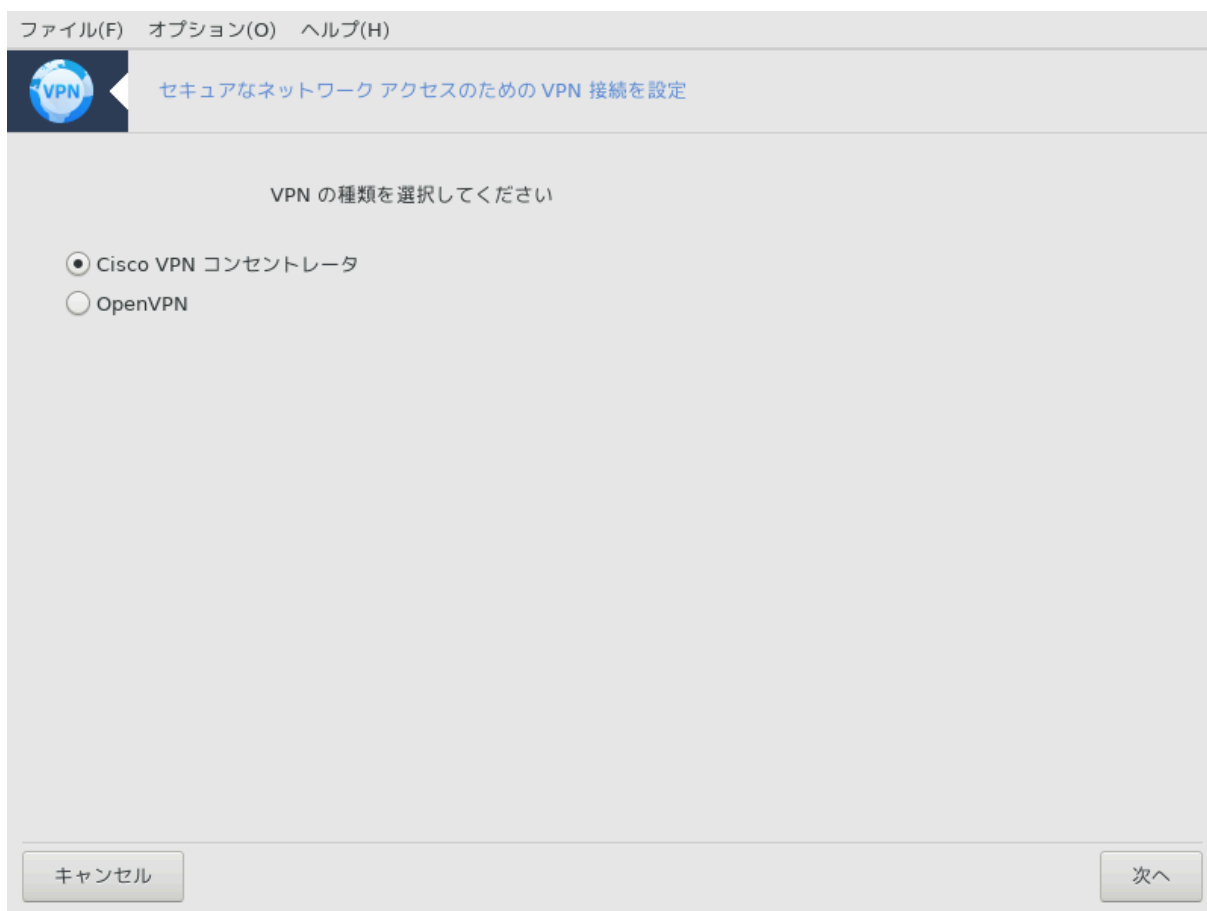 ファイル(F) オプション(O) ヘルプ(H)
VPN
セキュアなネットワーク アクセスのための VPN 接続を設定
VPN の種類を選択してください
Cisco VPN コンセントレータ
OpenVPN
キャンセル
次へ